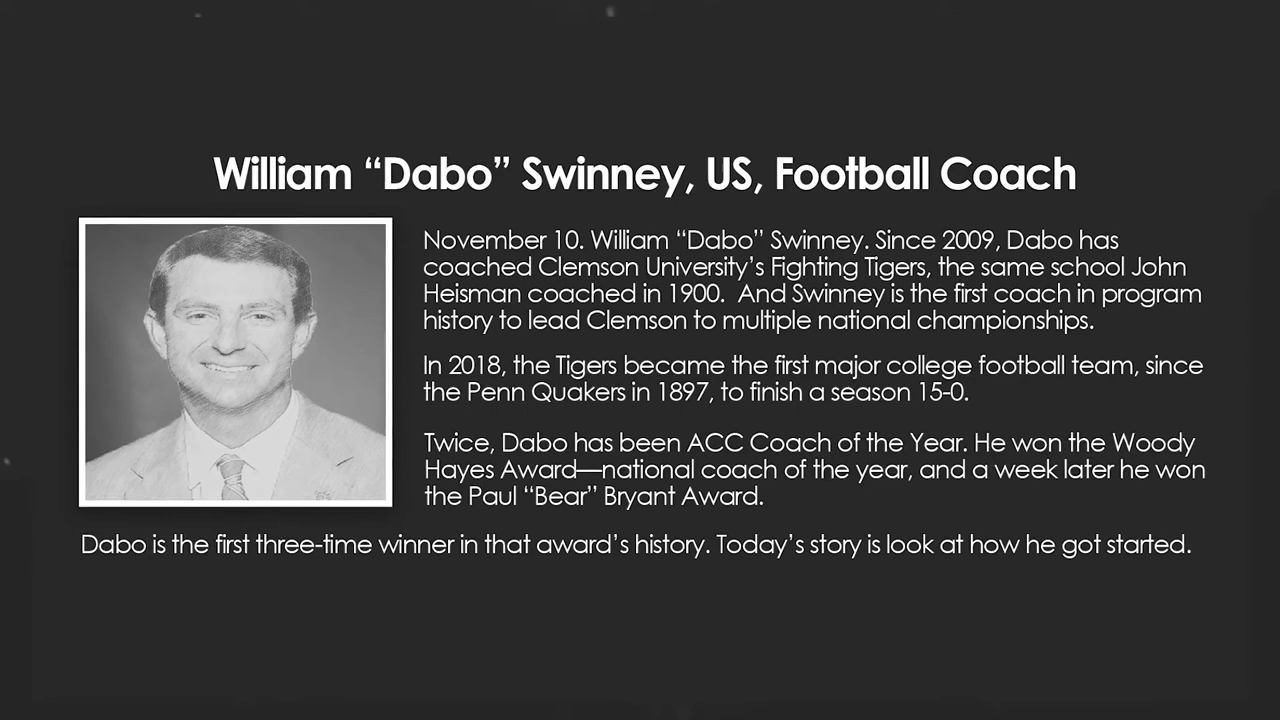 William “Dabo” Swinney, US, Football Coach
November 10. William “Dabo” Swinney. Since 2009, Dabo has
coached Clemson University’s Fighting Tigers, the same school John
Heisman coached in 1900.  And Swinney is the first coach in program
history to lead Clemson to multiple national championships.
In 2018, the Tigers became the first major college football team, since
the Penn Quakers in 1897, to finish a season 15-0.
Twice, Dabo has been ACC Coach of the Year. He won the Woody
Hayes Award—national coach of the year, and a week later he won
the Paul “Bear” Bryant Award.
Dabo is the first three-time winner in that award’s history. Today’s story is look at how he got started.